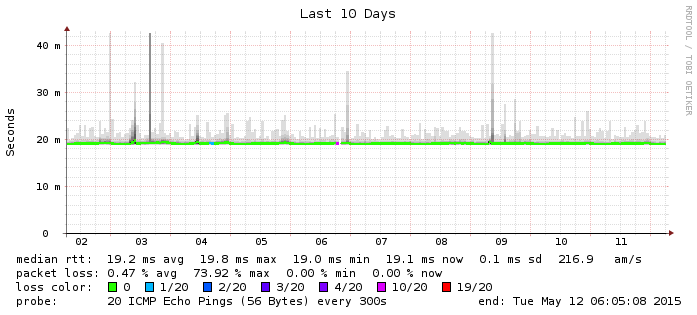 Last 10 Days
RRDTOOL / TOBI OETIKER
Seconds
40 m
30 m
20 m
10 m
0
02 03 04 05 06 07 08 09 10 11
median rtt: 19.2 ms avg 19.8 ms max 19.0 ms min 19.1 ms now 0.1 ms sd 216.9 am/s
packet loss: 0.47 % avg 73.92 % max 0.00 % min 0.00 % now
loss color: 0 1/20 2/20 3/20 4/20 10/20 19/20
probe: 20 ICMP Echo Pings (56 Bytes) every 300s end: Tue May 12 06:05:08 2015